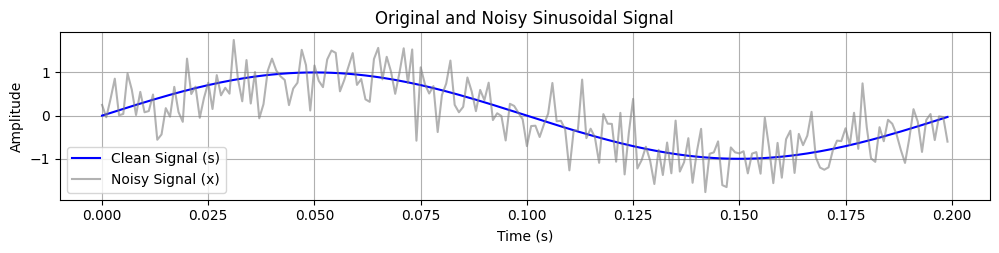 Original and Noisy Sinusoidal Signal
Amplitude
1
0
−1
Clean Signal (s)
Noisy Signal (x)
0.000 0.025 0.050 0.075 0.100 0.125 0.150 0.175 0.200
Time (s)